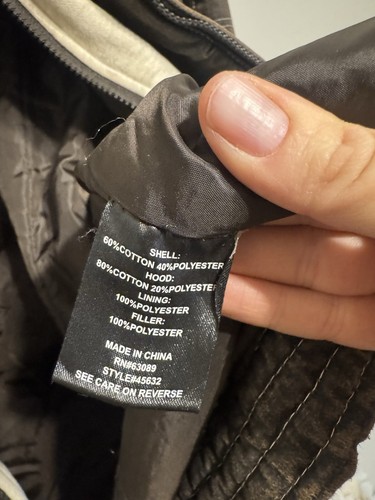 SHELL:
60%COTTON 40%POLYESTER
HOOD:
80%COTTON 20%POLYESTER
LINING:
100%POLYESTER
FILLER:
100%POLYESTER
MADE IN CHINA
RN#63089
STYLE#45632
SEE CARE ON REVERSE